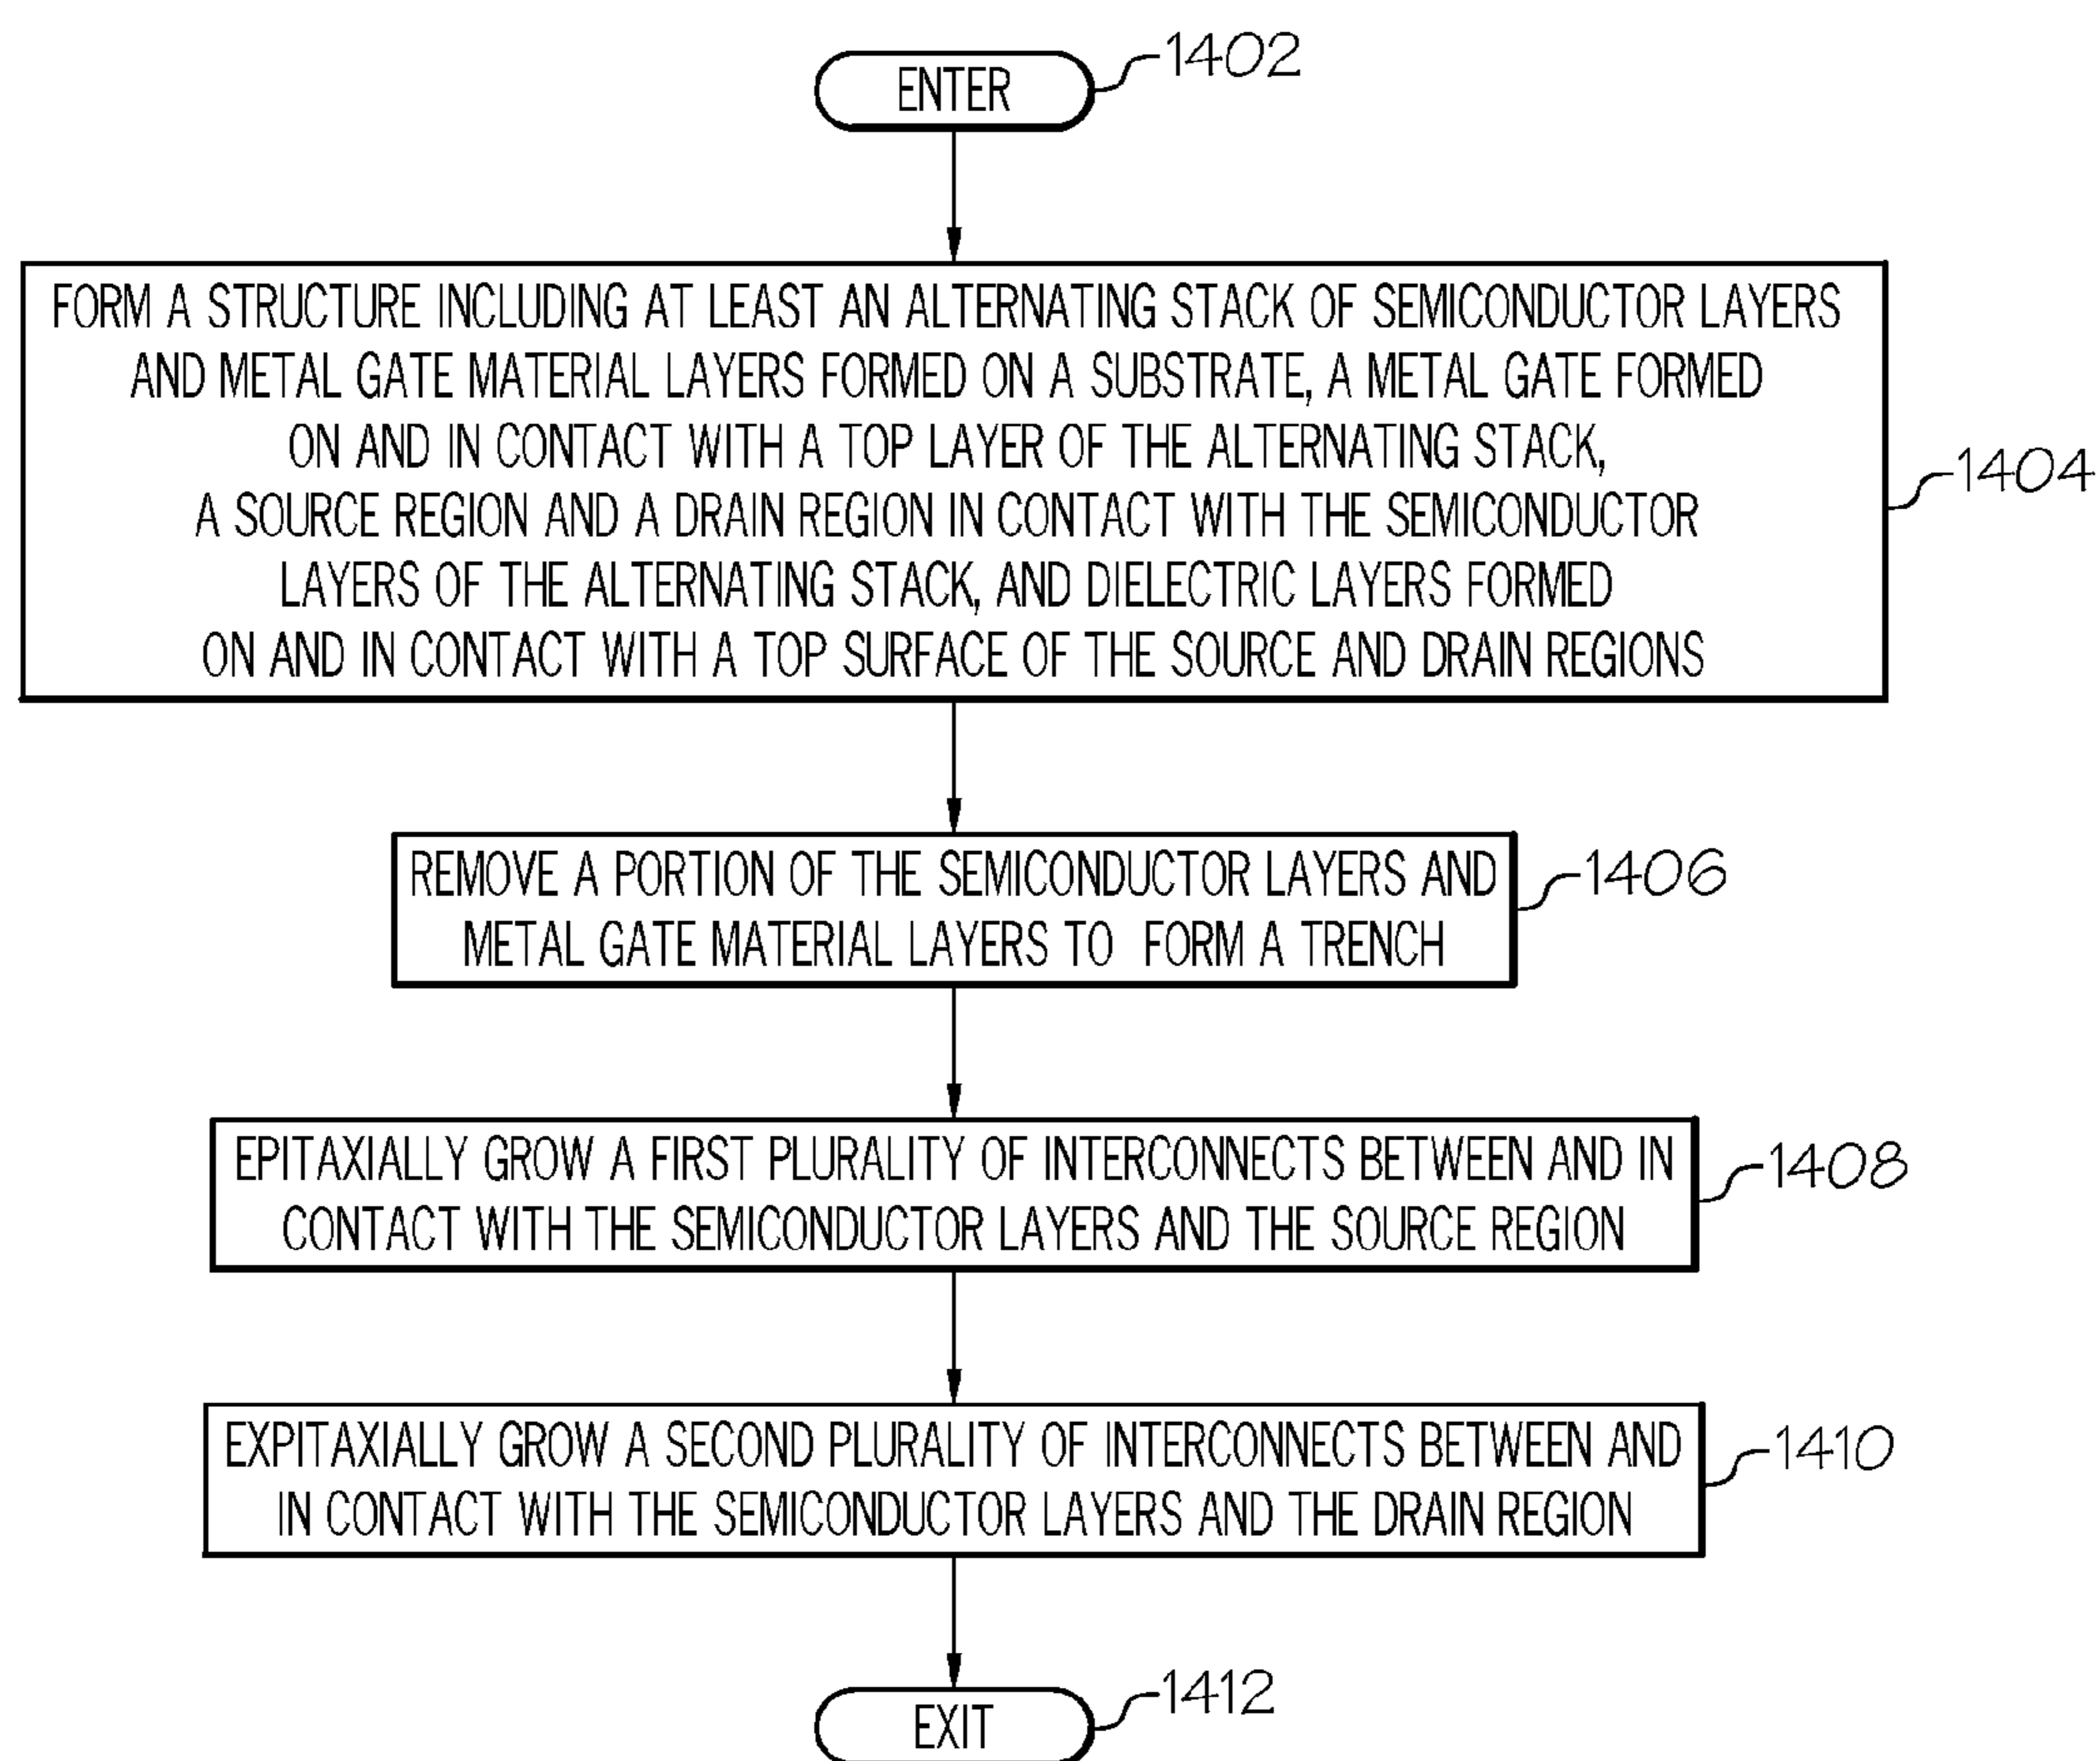 ENTER
1402
FORM A STRUCTURE INCLUDING AT LEAST AN ALTERNATING STACK OF SEMICONDUCTOR LAYERS
AND METAL GATE MATERIAL LAYERS FORMED ON A SUBSTRATE, A METAL GATE FORMED
ON AND IN CONTACT WITH A TOP LAYER OF THE ALTERNATING STACK,
A SOURCE REGION AND A DRAIN REGION IN CONTACT WITH THE SEMICONDUCTOR
LAYERS OF THE ALTERNATING STACK, AND DIELECTRIC LAYERS FORMED
ON AND IN CONTACT WITH A TOP SURFACE OF THE SOURCE AND DRAIN REGIONS
1404
REMOVE A PORTION OF THE SEMICONDUCTOR LAYERS AND
METAL GATE MATERIAL LAYERS TO FORM A TRENCH
1406
EPITAXIALLY GROW A FIRST PLURALITY OF INTERCONNECTS BETWEEN AND IN
CONTACT WITH THE SEMICONDUCTOR LAYERS AND THE SOURCE REGION
1408
EXPITAXIALLY GROW A SECOND PLURALITY OF INTERCONNECTS BETWEEN AND
IN CONTACT WITH THE SEMICONDUCTOR LAYERS AND THE DRAIN REGION
1410
EXIT
1412